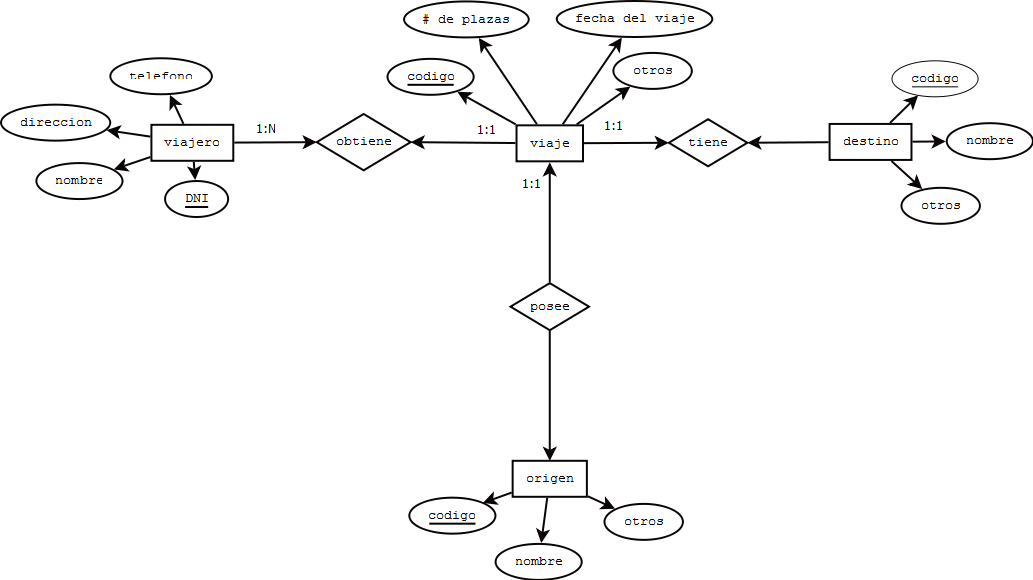 # de plazas
fecha del viaje
telefono
codigo
otros
codigo
direccion
viajero
1:N
obtiene
1:1
viaje
1:1
tiene
destino
nombre
nombre
DNI
1:1
otros
posee
origen
codigo
otros
nombre